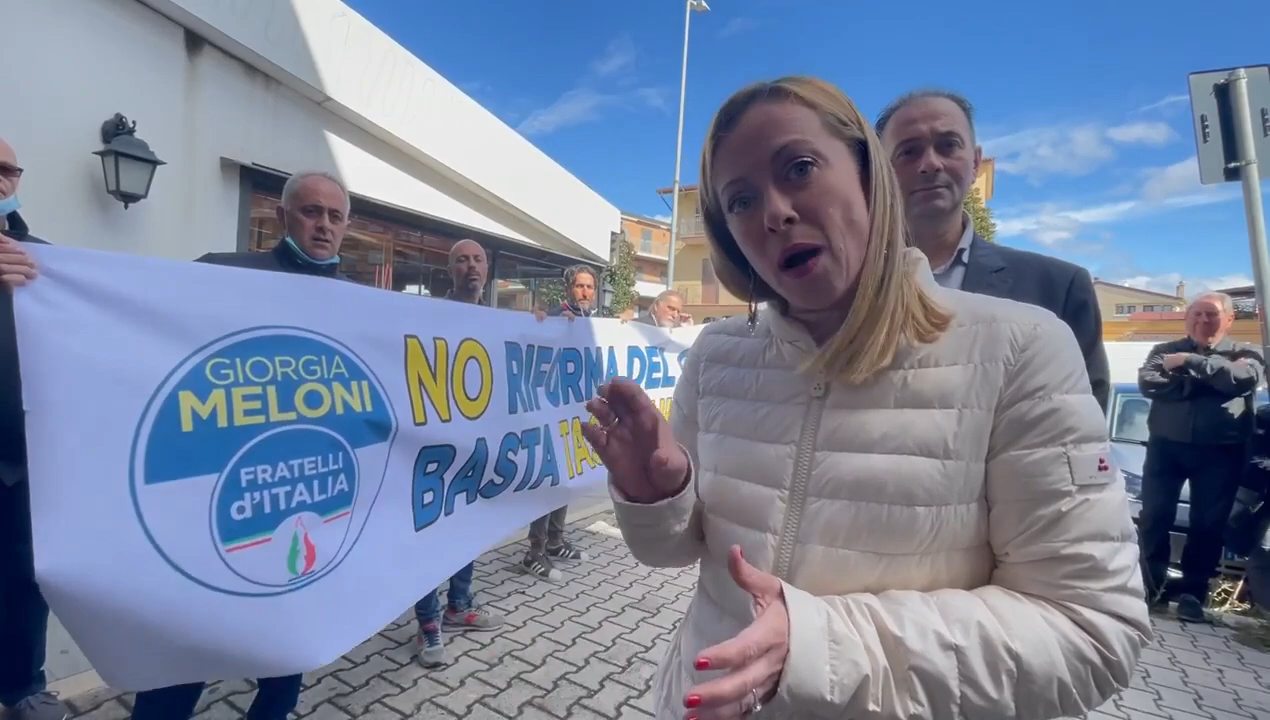 GIORGIA
MELONI
FRATELLI
d'ITALIA
NO RIFORMA DEL
BASTA